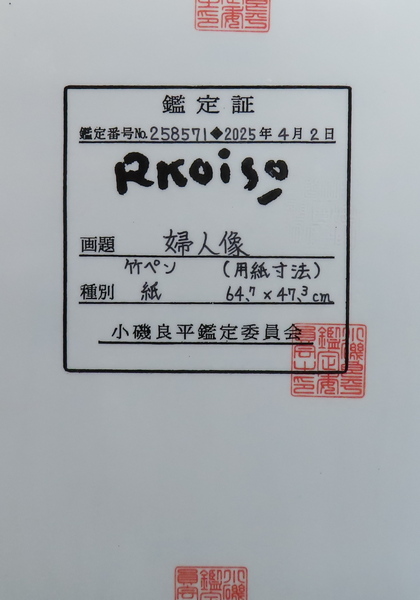 鑑定証
鑑定番号No.258571◆2025年4月2日
RKoiso
画題 婦人像
竹ペン (用紙寸法)
種別 紙 64.7×47.3cm
小磯良平鑑定委員会